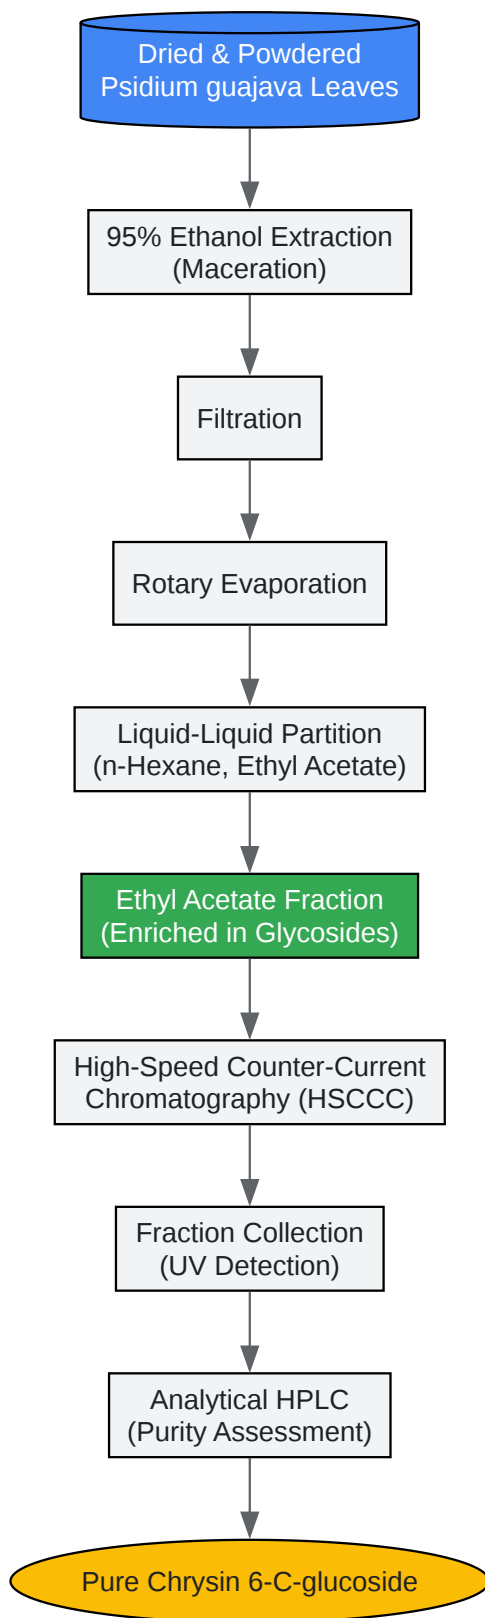 Dried & Powdered
Psidium guajava Leaves
95% Ethanol Extraction
(Maceration)
Filtration
Rotary Evaporation
Liquid-Liquid Partition
(n-Hexane, Ethyl Acetate)
Ethyl Acetate Fraction
(Enriched in Glycosides)
High-Speed Counter-Current
Chromatography (HSCCC)
Fraction Collection
(UV Detection)
Analytical HPLC
(Purity Assessment)
Pure Chrysin 6-C-glucoside